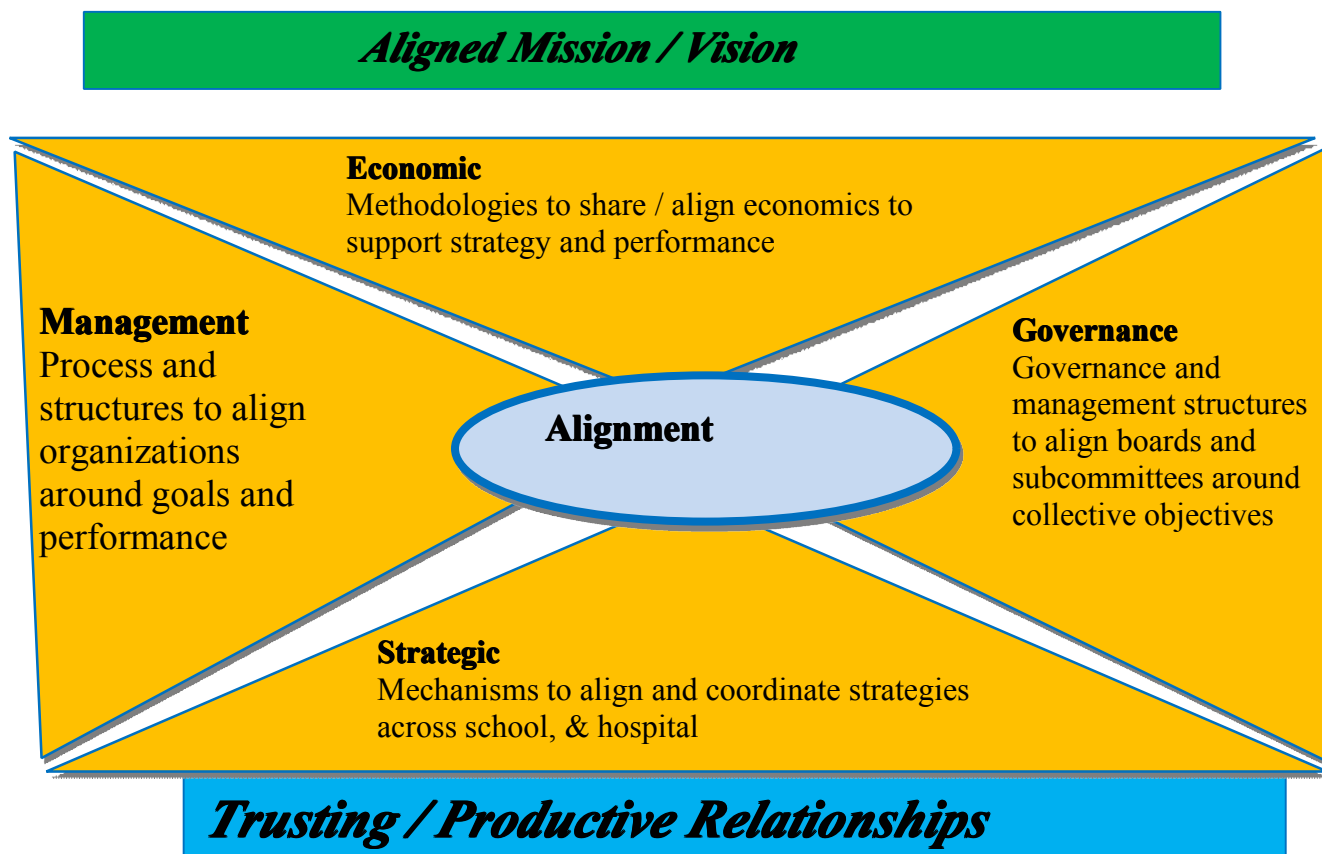 Aligned Mission / Vision
Economic
Methodologies to share / align economics to
support strategy and performance
Management
Process and
structures to align
organizations
around goals and
performance
Alignment
Governance
Governance and
management structures
to align boards and
subcommittees around
collective objectives
Strategic
Mechanisms to align and coordinate strategies
across school, & hospital
Trusting / Productive Relationships